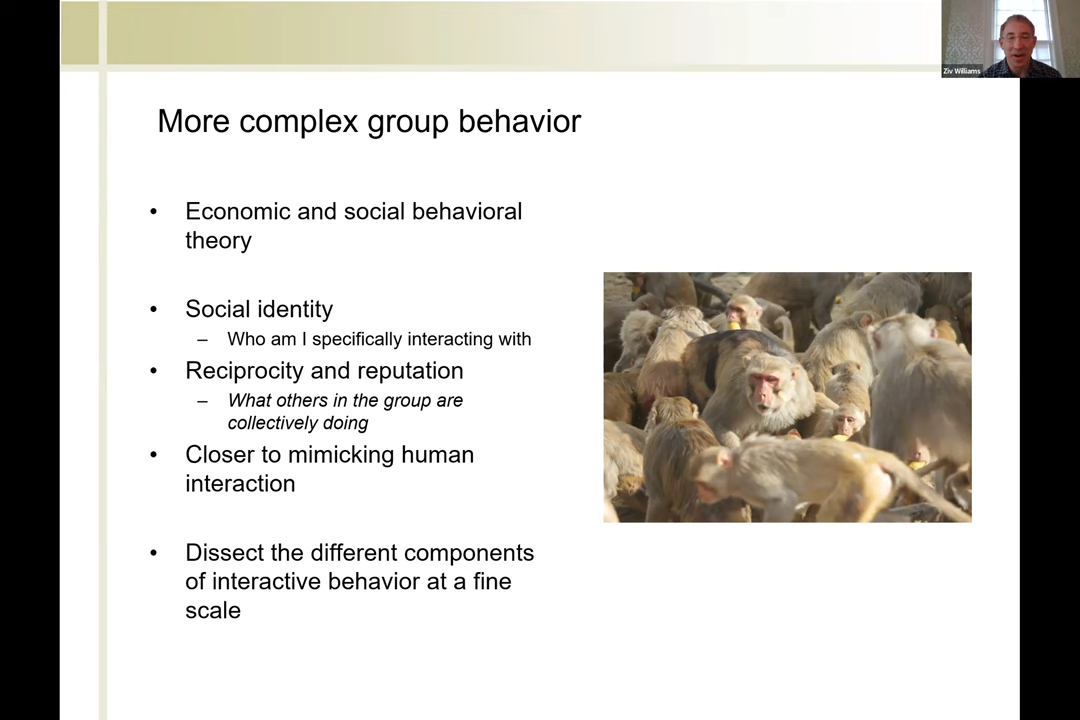 Ziv Williams
More complex group behavior
• Economic and social behavioral
theory
• Social identity
– Who am I specifically interacting with
• Reciprocity and reputation
– What others in the group are
collectively doing
• Closer to mimicking human
interaction
• Dissect the different components
of interactive behavior at a fine
scale